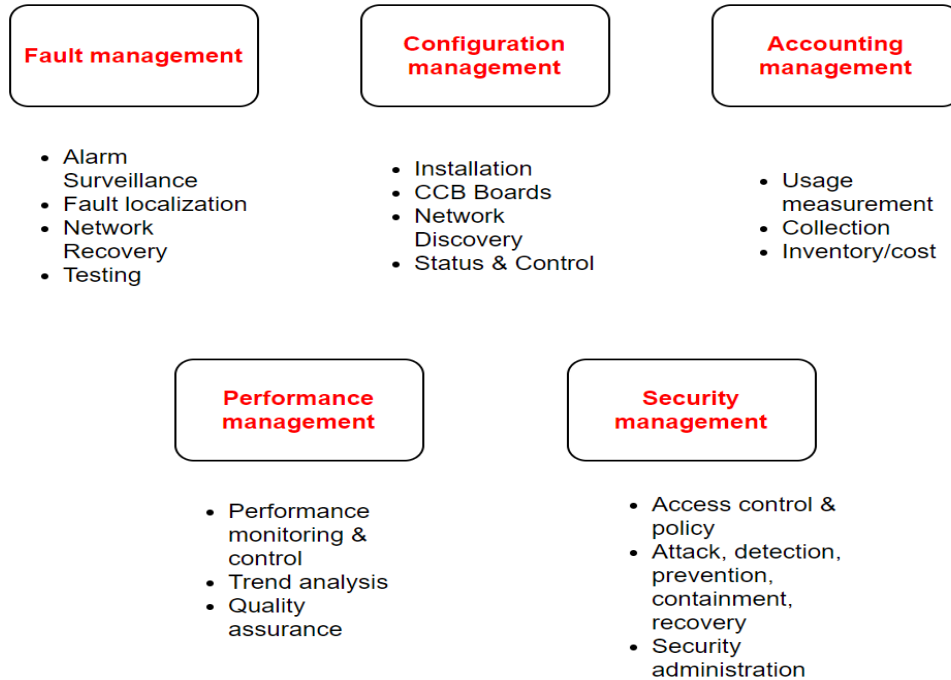 Fault management
Configuration
management
Accounting
management
• Alarm
Surveillance
• Fault localization
• Network
Recovery
• Testing
• Installation
• CCB Boards
• Network
Discovery
• Status & Control
• Usage
measurement
• Collection
• Inventory/cost
Performance
management
Security
management
• Performance
monitoring &
control
• Trend analysis
• Quality
assurance
• Access control &
policy
• Attack, detection,
prevention,
containment,
recovery
• Security
administration